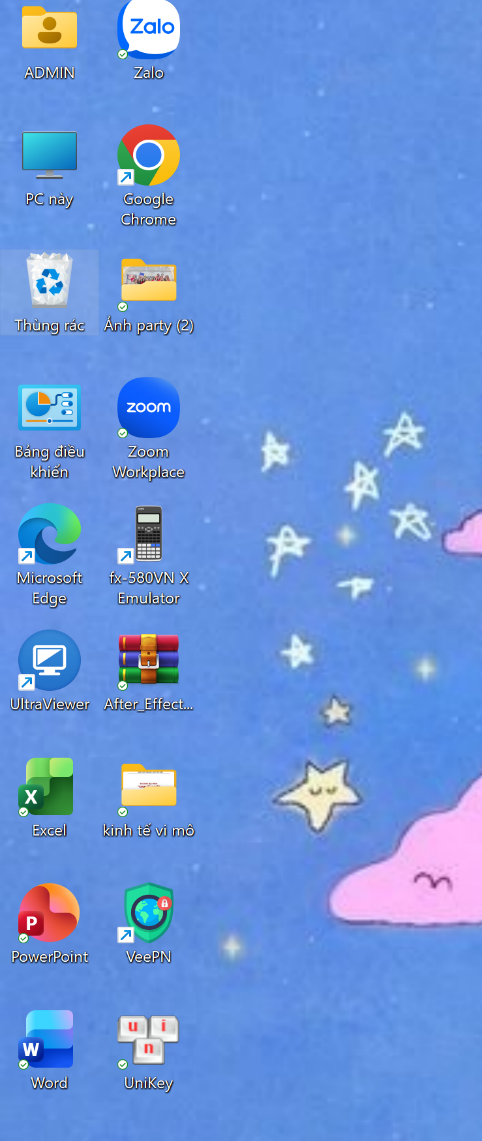 Zalo
ADMIN
Zalo
PC này
Google
Chrome
Thùng rác
Ảnh party (2)
zoom
Bảng điều
khiển
Zoom
Workplace
Microsoft
Edge
fx-580VN X
Emulator
UltraViewer
After_Effect...
X
Excel
kinh tế vi mô
P
PowerPoint
VeePN
W
Word
u i
n
UniKey